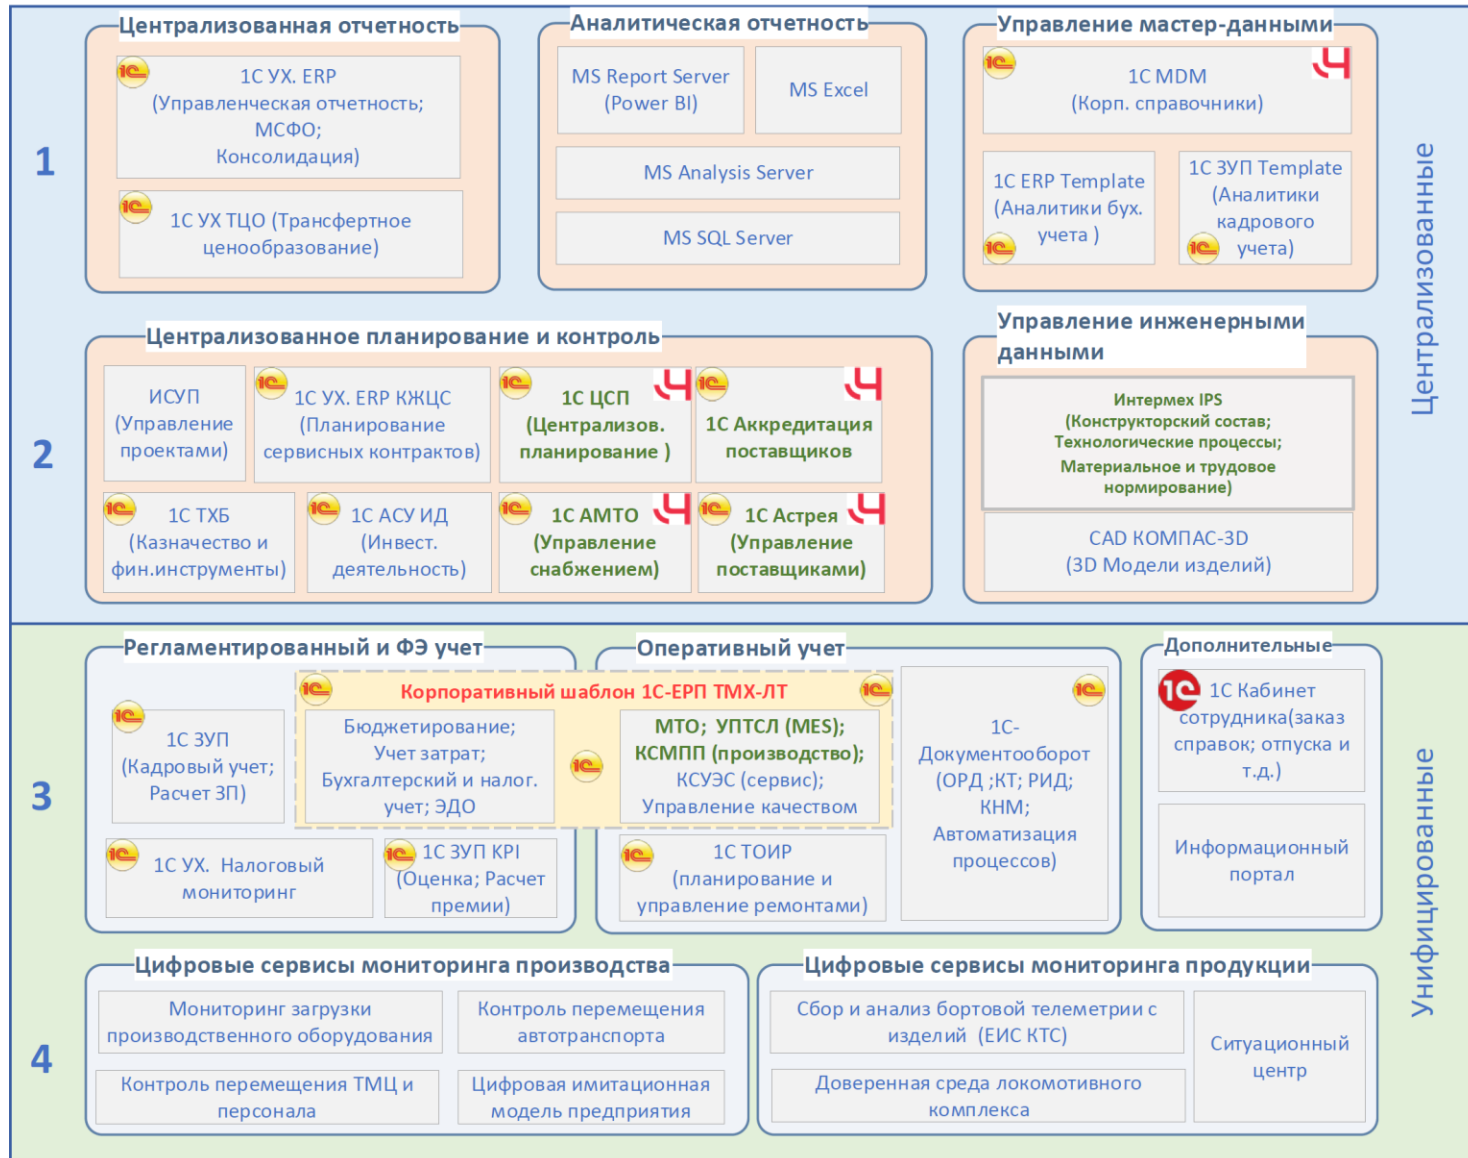 Централизованная отчетность
1С УХ. ERP
(Управленческая отчетность;
МСФО;
Консолидация)
1С УХ ТЦО (Трансфертное
ценообразование)
Аналитическая отчетность
MS Report Server
(Power BI)
MS Excel
MS Analysis Server
MS SQL Server
Управление мастер-данными
1С MDM
(Корп. справочники)
1С ERP Template
(Аналитики бух.
учета )
1С ЗУП Template
(Аналитики
кадрового
учета)
1
Централизованные
Централизованное планирование и контроль
ИСУП
(Управление
проектами)
1С УХ. ERP КЖЦС
(Планирование
сервисных контрактов)
1С ЦСП
(Централизов.
планирование )
1С Аккредитация
поставщиков
1С ТХБ
(Казначество и
фин.инструменты)
1С АСУ ИД
(Инвест.
деятельность)
1С АМТО
(Управление
снабжением)
1С Астрея
(Управление
поставщиками)
Управление инженерными
данными
Интермех IPS
(Конструкторский состав;
Технологические процессы;
Материальное и трудовое
нормирование)
CAD КОМПАС-3D
(3D Модели изделий)
2
Регламентированный и ФЭ учет
Оперативный учет
Дополнительные
Корпоративный шаблон 1С-ЕРП ТМХ-ЛТ
1С ЗУП
(Кадровый учет;
Расчет ЗП)
Бюджетирование;
Учет затрат;
Бухгалтерский и налог.
учет; ЭДО
МТО; УПТСЛ (MES);
КСМПП (производство);
КСУЭС (сервис);
Управление качеством
1С-
Документооборот
(ОРД ;КТ; РИД;
КНМ;
Автоматизация
процессов)
1С Кабинет
сотрудника(заказ
справок; отпуска и
т.д.)
1С УХ. Налоговый
мониторинг
1С ЗУП KPI
(Оценка; Расчет
премии)
1С ТОИР
(планирование и
управление ремонтами)
Информационный
портал
3
Унифицированные
Цифровые сервисы мониторинга производства
Мониторинг загрузки
производственного оборудования
Контроль перемещения
автотранспорта
Контроль перемещения ТМЦ и
персонала
Цифровая имитационная
модель предприятия
Цифровые сервисы мониторинга продукции
Сбор и анализ бортовой телеметрии с
изделий (ЕИС КТС)
Доверенная среда локомотивного
комплекса
Ситуационный
центр
4